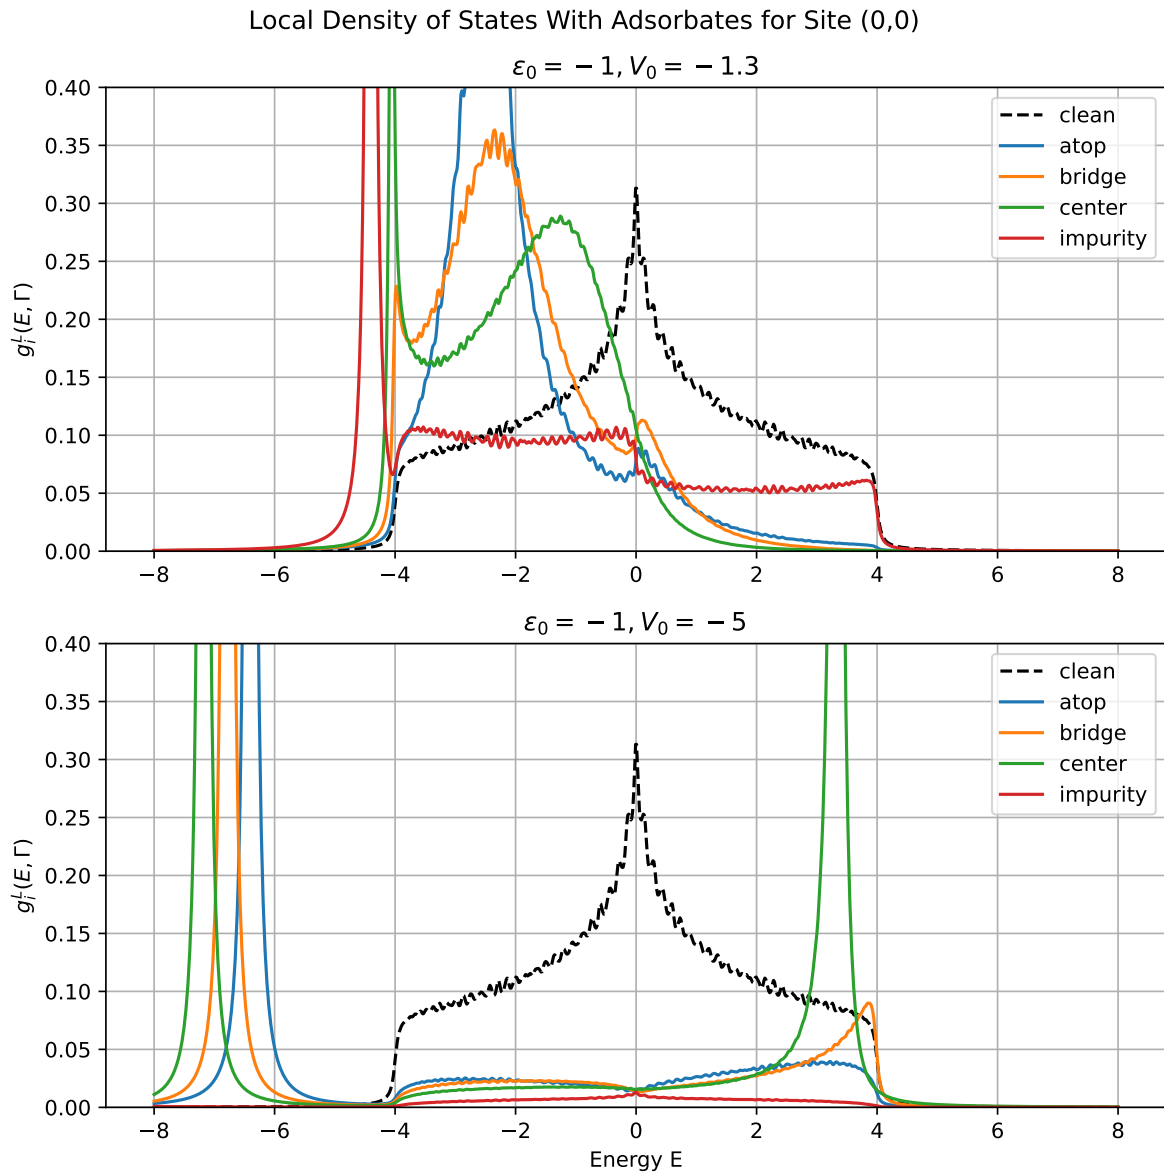 Local Density of States With Adsorbates for Site (0,0)
ε₀ = −1, V₀ = −1.3
0.40
0.35
0.30
0.25
0.20
0.15
0.10
0.05
0.00
gᵢᴸ(E, Γ)
clean
atop
bridge
center
impurity
−8 −6 −4 −2 0 2 4 6 8
ε₀ = −1, V₀ = −5
0.40
0.35
0.30
0.25
0.20
0.15
0.10
0.05
0.00
gᵢᴸ(E, Γ)
clean
atop
bridge
center
impurity
−8 −6 −4 −2 0 2 4 6 8
Energy E